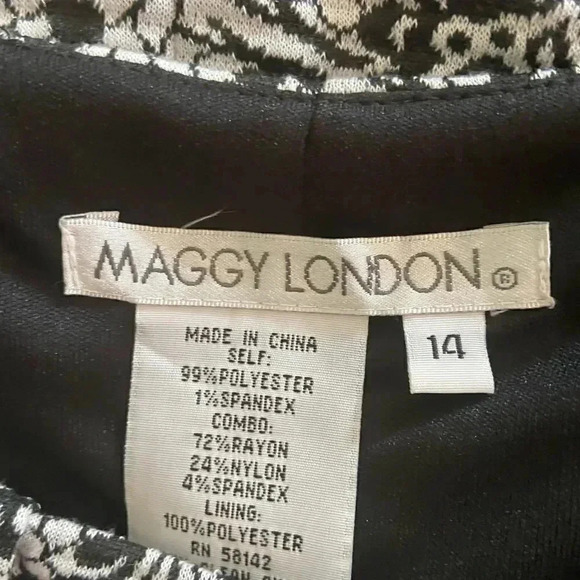 MAGGY LONDON®
14
MADE IN CHINA
SELF:
99%POLYESTER
1%SPANDEX
COMBO:
72%RAYON
24%NYLON
4%SPANDEX
LINING:
100%POLYESTER
RN 58142